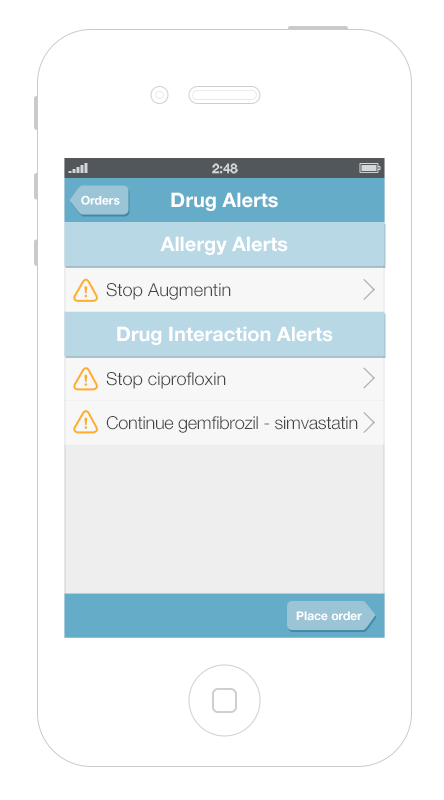 2:48
Orders
Drug Alerts
Allergy Alerts
Stop Augmentin
Drug Interaction Alerts
Stop ciprofloxin
Continue gemfibrozil - simvastatin
Place order